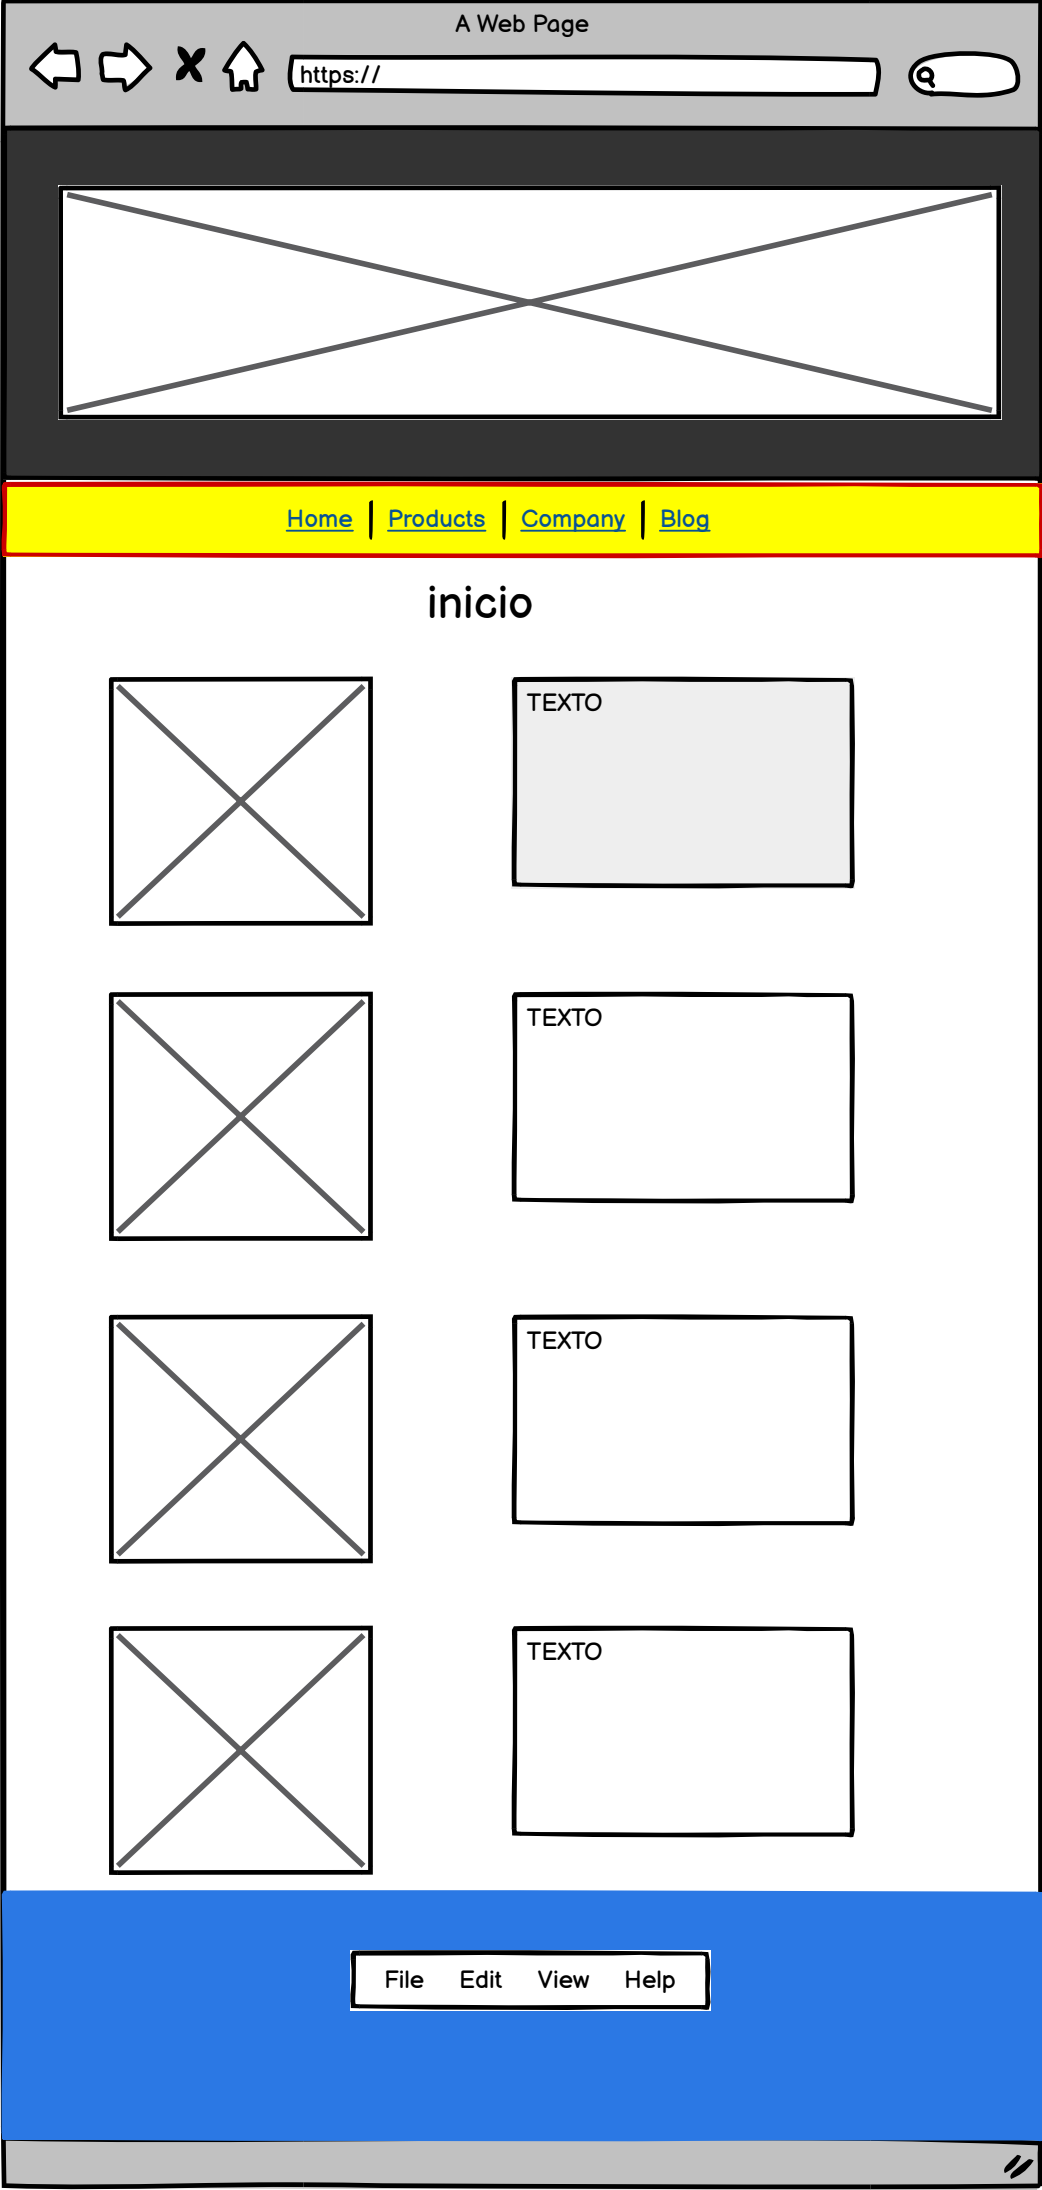 A Web Page
https://
Home Products Company Blog
inicio
TEXTO
TEXTO
TEXTO
TEXTO
File Edit View Help